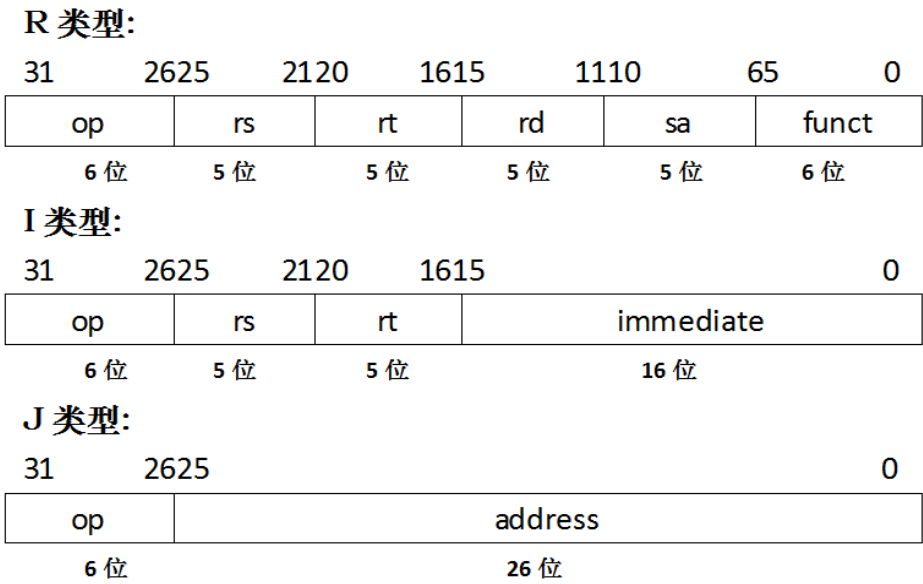 R 类型:
31 2625 2120 1615 1110 65 0
op rs rt rd sa funct
6 位 5 位 5 位 5 位 5 位 6 位
I 类型:
31 2625 2120 1615 0
op rs rt immediate
6 位 5 位 5 位 16 位
J 类型:
31 2625 0
op address
6 位 26 位